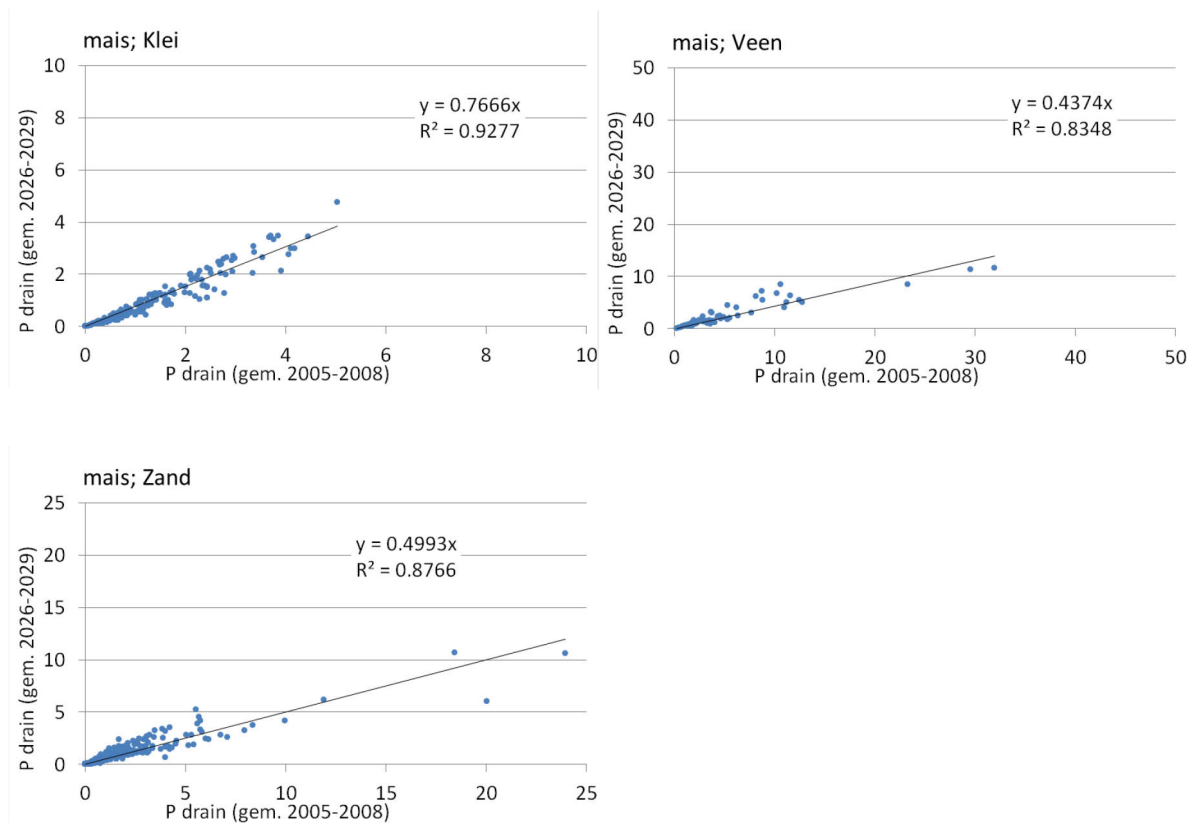 mais; Klei
10
8
6
4
2
0
P drain (gem. 2026-2029)
y = 0.7666x
R² = 0.9277
0 2 4 6 8 10
P drain (gem. 2005-2008)
mais; Veen
50
40
30
20
10
0
P drain (gem. 2026-2029)
y = 0.4374x
R² = 0.8348
0 10 20 30 40 50
P drain (gem. 2005-2008)
mais; Zand
25
20
15
10
5
0
P drain (gem. 2026-2029)
y = 0.4993x
R² = 0.8766
0 5 10 15 20 25
P drain (gem. 2005-2008)